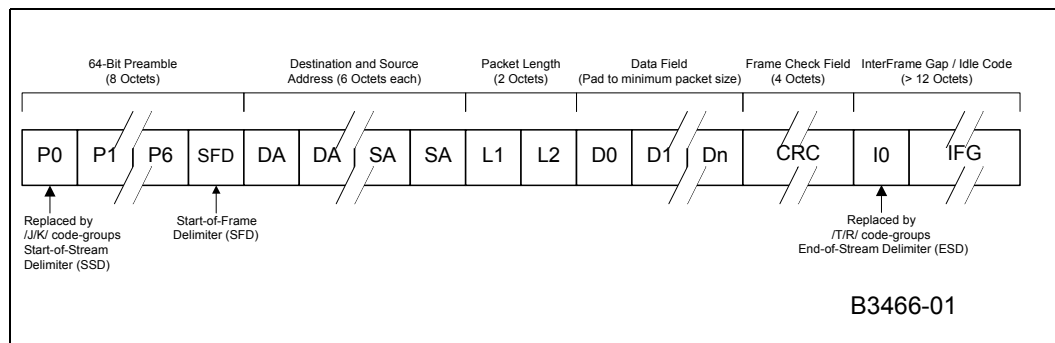 64-Bit Preamble
(8 Octets)
Destination and Source
Address (6 Octets each)
Packet Length
(2 Octets)
Data Field
(Pad to minimum packet size)
Frame Check Field
(4 Octets)
InterFrame Gap / Idle Code
(> 12 Octets)
P0 P1 P6 SFD DA DA SA SA L1 L2 D0 D1 Dn CRC I0 IFG
Replaced by
/J/K/ code-groups
Start-of-Stream
Delimiter (SSD)
Start-of-Frame
Delimiter (SFD)
Replaced by
/T/R/ code-groups
End-of-Stream Delimiter (ESD)
B3466-01